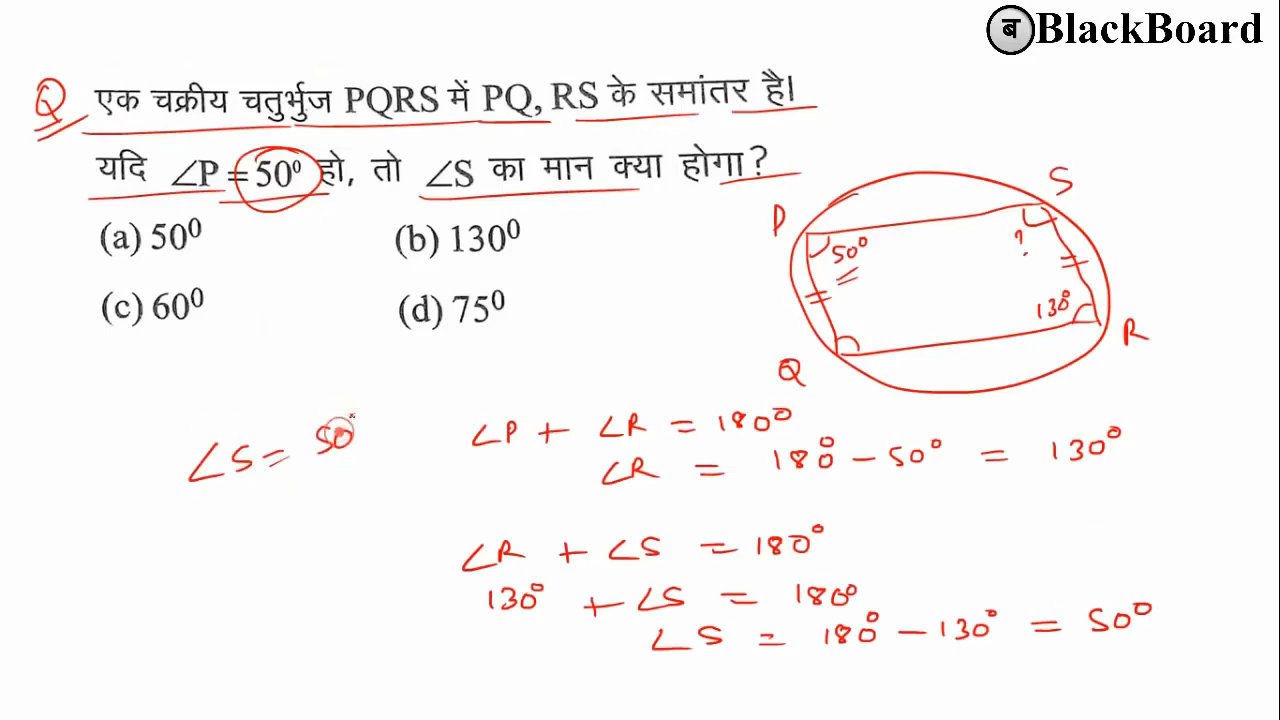 ब BlackBoard
Q एक चक्रीय चतुर्भुज PQRS में PQ, RS के समांतर है।
यदि ∠P = 50⁰ हो, तो ∠S का मान क्या होगा?
(a) 50⁰ (b) 130⁰
(c) 60⁰ (d) 75⁰
S
P
50°
?
130°
R
Q
∠P + ∠R = 180°
∠S = 50°
∠R = 180° - 50° = 130°
∠R + ∠S = 180°
130° + ∠S = 180°
∠S = 180° - 130° = 50°